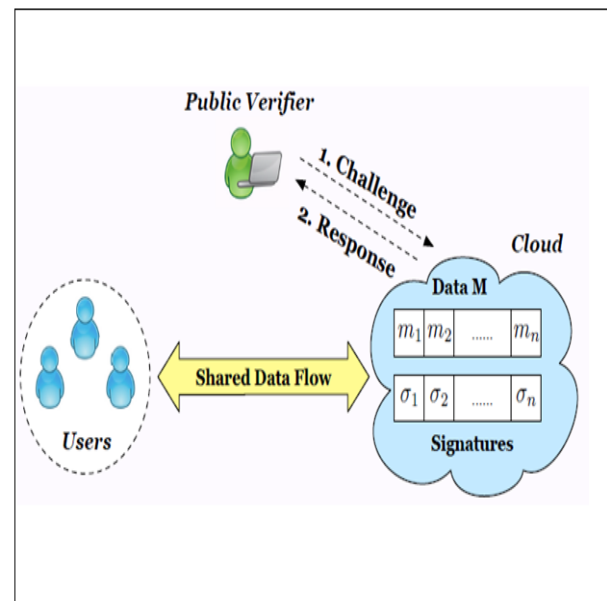 Public Verifier
1. Challenge
2. Response
Cloud
Data M
m₁ m₂ ...... mₙ
Shared Data Flow
σ₁ σ₂ ...... σₙ
Users
Signatures